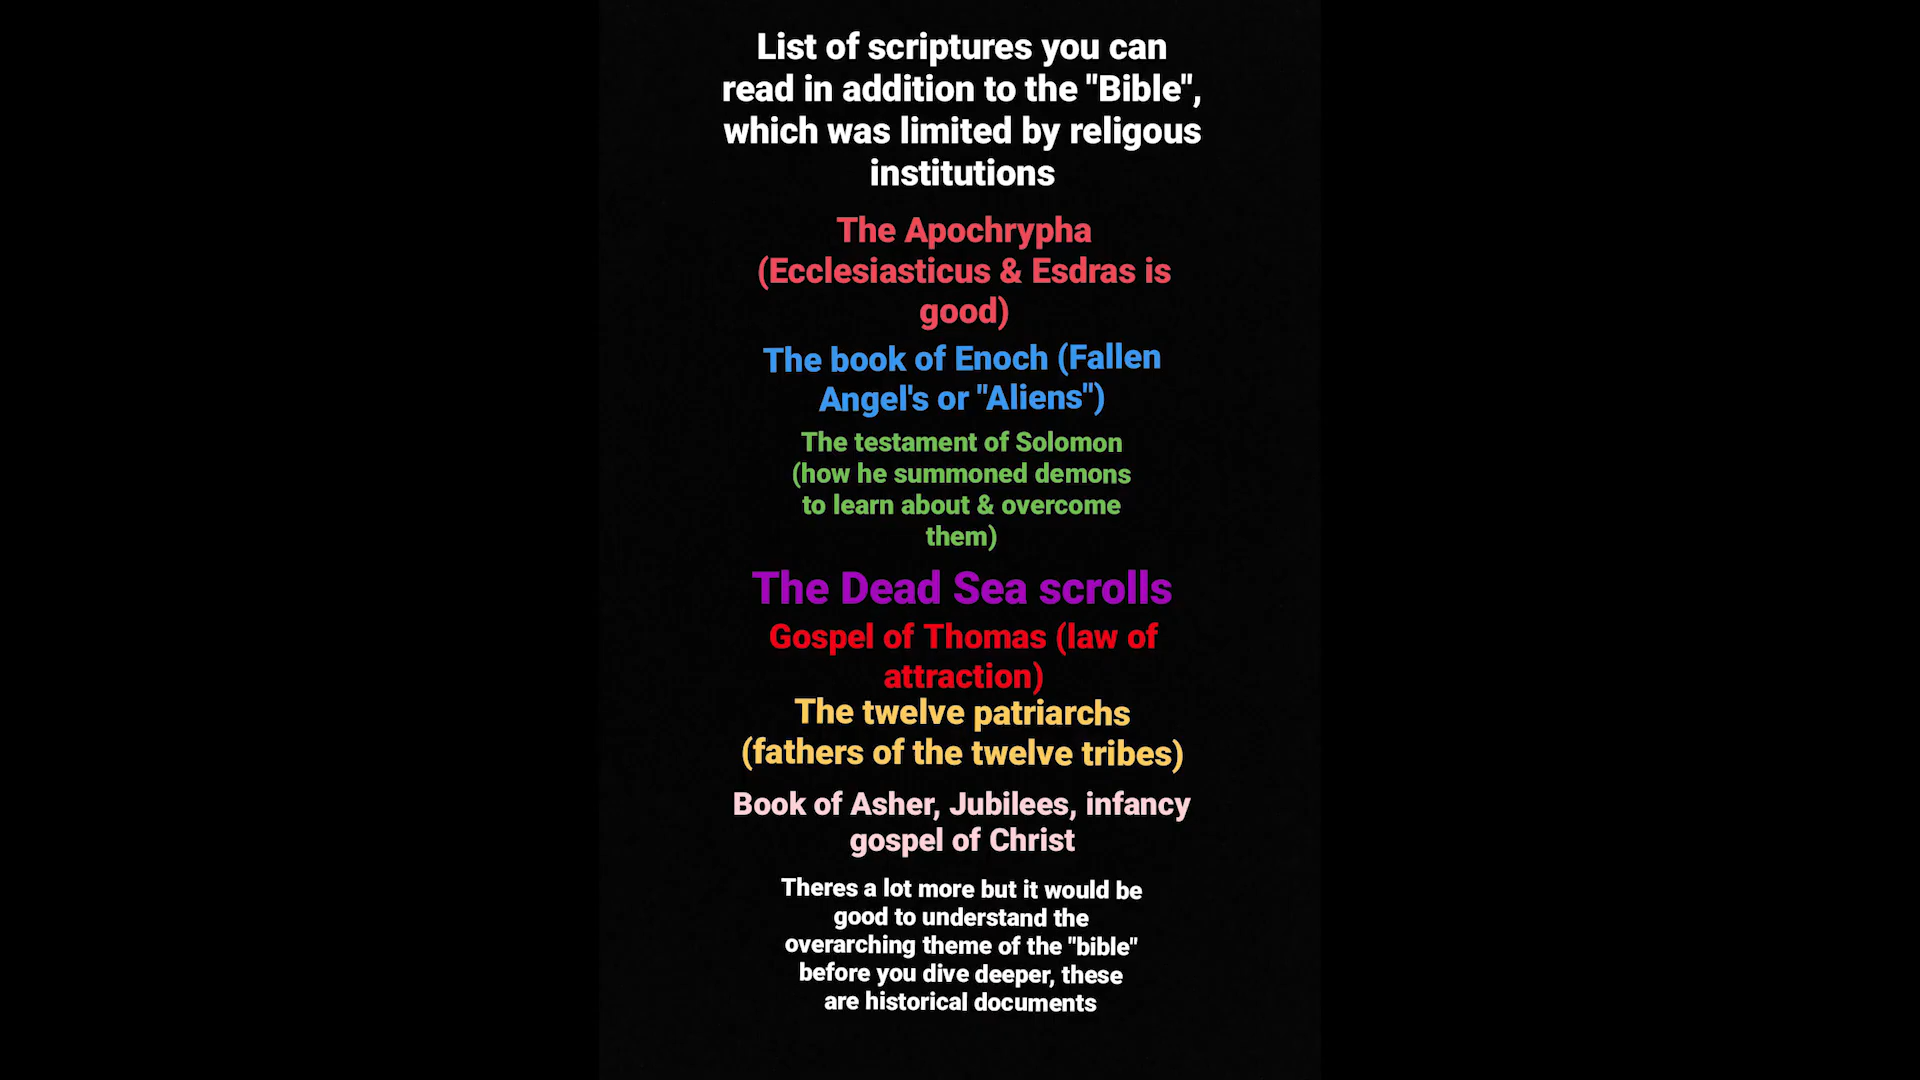 List of scriptures you can
read in addition to the "Bible",
which was limited by religous
institutions
The Apochrypha
(Ecclesiasticus & Esdras is
good)
The book of Enoch (Fallen
Angel's or "Aliens")
The testament of Solomon
(how he summoned demons
to learn about & overcome
them)
The Dead Sea scrolls
Gospel of Thomas (law of
attraction)
The twelve patriarchs
(fathers of the twelve tribes)
Book of Asher, Jubilees, infancy
gospel of Christ
Theres a lot more but it would be
good to understand the
overarching theme of the "bible"
before you dive deeper, these
are historical documents